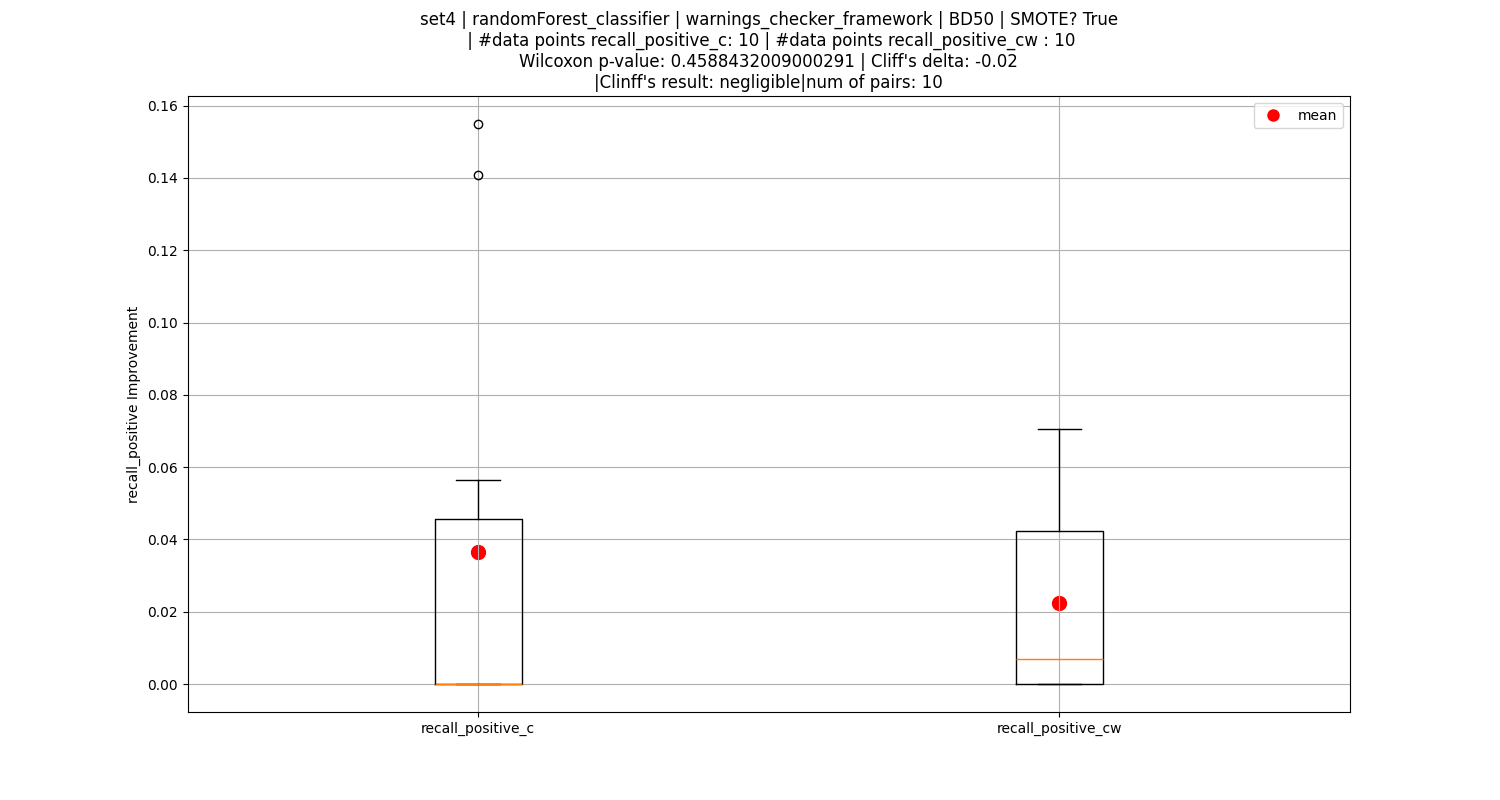 set4 | randomForest_classifier | warnings_checker_framework | BD50 | SMOTE? True
| #data points recall_positive_c: 10 | #data points recall_positive_cw : 10
Wilcoxon p-value: 0.4588432009000291 | Cliff's delta: -0.02
|Clinff's result: negligible|num of pairs: 10
mean
0.16
0.14
0.12
0.10
0.08
0.06
0.04
0.02
0.00
recall_positive Improvement
recall_positive_c
recall_positive_cw